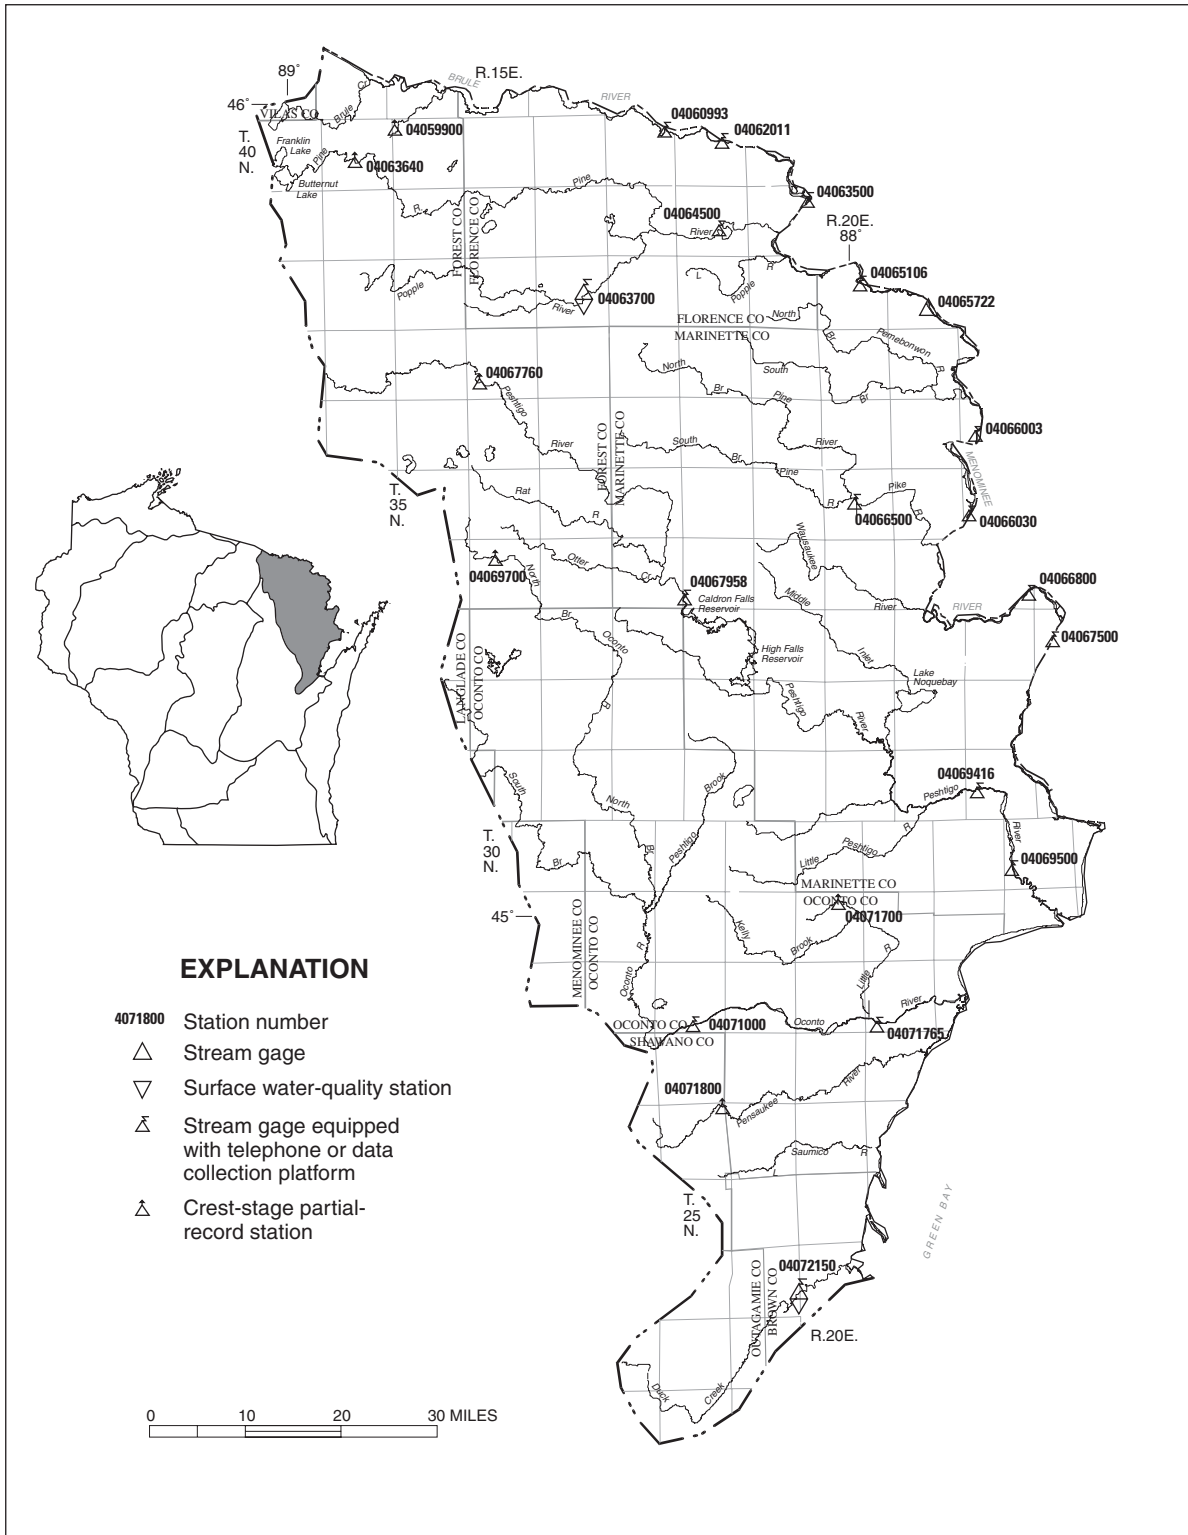 89°
R.15E.
BRULE
RIVER
46°
VILAS CO
Brule
Cr.
04059900
04060993
04062011
T.
40
N.
Franklin
Lake
Pine
04063640
Butternut
Lake
R.
Pine
04063500
04064500
River
R.20E.
88°
FOREST CO
FLORENCE CO
Popple
River
04063700
L
Popple
R
04065106
04065722
FLORENCE CO
MARINETTE CO
North
Br
Pemebonwon
R
South
Br
04067760
Peshtigo
River
North
Br
Pine
River
FOREST CO
MARINETTE CO
South
Br
Pine
R
04066003
MENOMINEE
T.
35
N.
Rat
R
Pike
R
04066500
04066030
Wausaukee
River
04069700
North
Br
Otter
Cr
04067958
Caldron Falls
Reservoir
Middle
Inlet
RIVER
04066800
04067500
LANGLADE CO
OCONTO CO
Oconto
R
High Falls
Reservoir
Lake
Noquebay
Peshtigo
River
South
Br
North
Br
Peshtigo
Brook
04069416
Peshtigo
River
T.
30
N.
Little
Peshtigo
R
04069500
MARINETTE CO
OCONTO CO
04071700
45°
MENOMINEE CO
OCONTO CO
Kelly
Brook
Little
R
Oconto
R
OCONTO CO
SHAWANO CO
04071000
Oconto
River
04071765
04071800
Pensaukee
River
Saumico
R
L
T.
25
N.
GREEN BAY
04072150
OUTAGAMIE CO
BROWN CO
R.20E.
Duck
Creek
EXPLANATION
4071800 Station number
Stream gage
Surface water-quality station
Stream gage equipped
with telephone or data
collection platform
Crest-stage partial-
record station
0 10 20 30 MILES